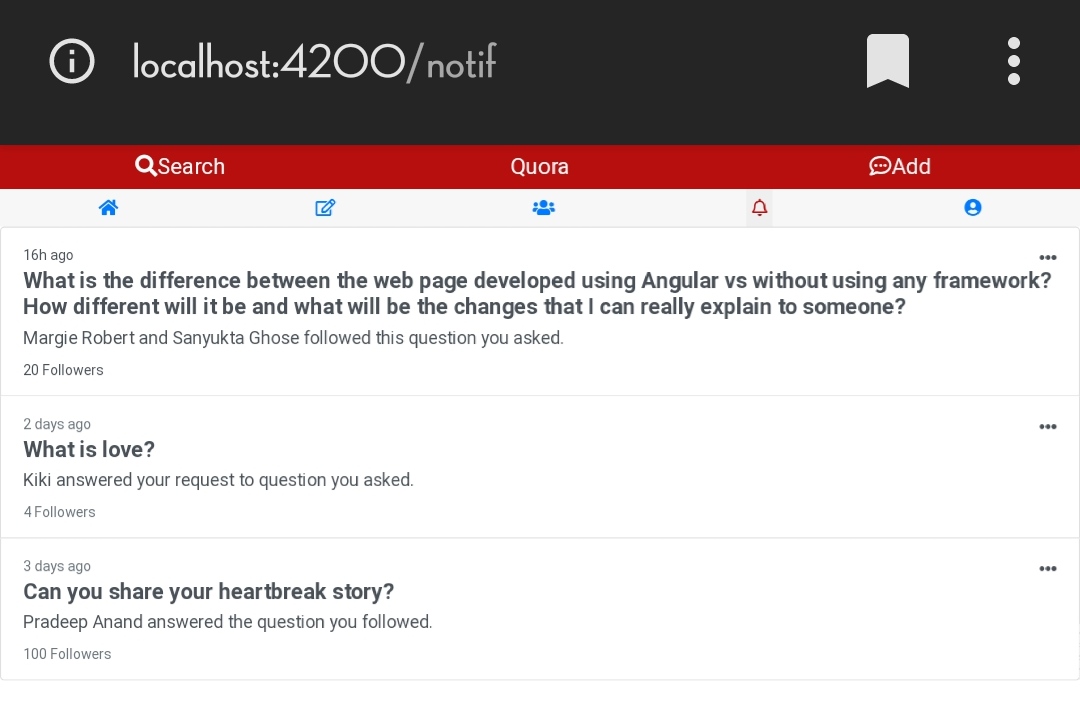 localhost:4200/notif
Search Quora Add
16h ago
What is the difference between the web page developed using Angular vs without using any framework?
How different will it be and what will be the changes that I can really explain to someone?
Margie Robert and Sanyukta Ghose followed this question you asked.
20 Followers
2 days ago
What is love?
Kiki answered your request to question you asked.
4 Followers
3 days ago
Can you share your heartbreak story?
Pradeep Anand answered the question you followed.
100 Followers